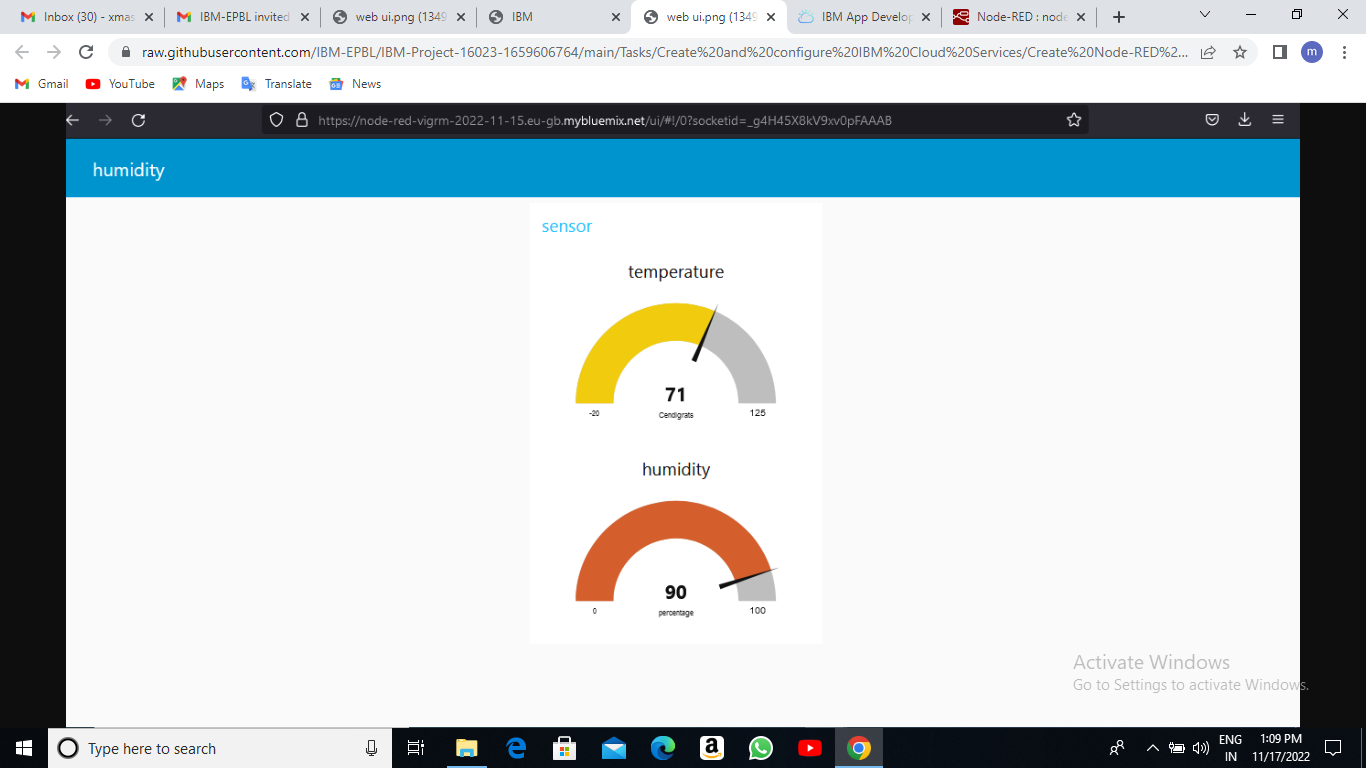 Inbox (30) - xmas
IBM-EPBL invited
web ui.png (1349
IBM
web ui.png (1349
IBM App Develop
Node-RED : node
raw.githubusercontent.com/IBM-EPBL/IBM-Project-16023-1659606764/main/Tasks/Create%20and%20configure%20IBM%20Cloud%20Services/Create%20Node-RED%2...
m
Gmail
YouTube
Maps
Translate
News
https://node-red-vigrm-2022-11-15.eu-gb.mybluemix.net/ui/#!/0?socketid=_g4H45X8kV9xv0pFAAAB
humidity
sensor
temperature
71
Cendigrats
-20
125
humidity
90
percentage
0
100
Activate Windows
Go to Settings to activate Windows.
Type here to search
ENG
IN
1:09 PM
11/17/2022